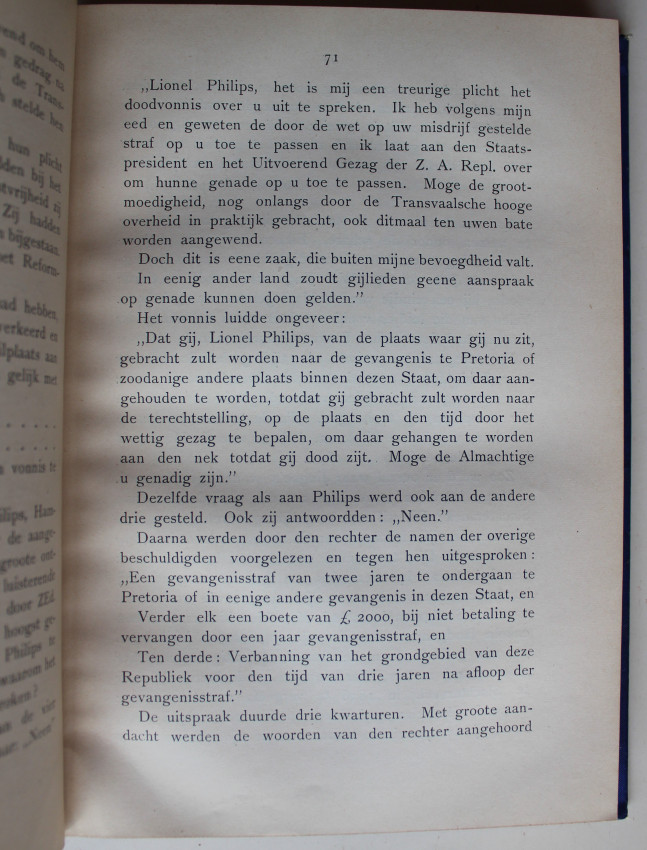 71
„Lionel Philips, het is mij een treurige plicht het
doodvonnis over u uit te spreken. Ik heb volgens mijn
eed en geweten de door de wet op uw misdrijf gestelde
straf op u toe te passen en ik laat aan den Staats-
president en het Uitvoerend Gezag der Z. A. Repl. over
om hunne genade op u toe te passen. Moge de groot-
moedigheid, nog onlangs door de Transvaalsche hooge
overheid in praktijk gebracht, ook ditmaal ten uwen bate
worden aangewend.
Doch dit is eene zaak, die buiten mijne bevoegdheid valt.
In eenig ander land zoudt gijlieden geene aanspraak
op genade kunnen doen gelden.”
Het vonnis luidde ongeveer:
„Dat gij, Lionel Philips, van de plaats waar gij nu zit,
gebracht zult worden naar de gevangenis te Pretoria of
zoodanige andere plaats binnen dezen Staat, om daar aan-
gehouden te worden, totdat gij gebracht zult worden naar
de terechtstelling, op de plaats en den tijd door het
wettig gezag te bepalen, om daar gehangen te worden
aan den nek totdat gij dood zijt. Moge de Almachtige
u genadig zijn.”
Dezelfde vraag als aan Philips werd ook aan de andere
drie gesteld. Ook zij antwoordden: „Neen.”
Daarna werden door den rechter de namen der overige
beschuldigden voorgelezen en tegen hen uitgesproken:
„Een gevangenisstraf van twee jaren te ondergaan te
Pretoria of in eenige andere gevangenis in dezen Staat, en
Verder elk een boete van £ 2000, bij niet betaling te
vervangen door een jaar gevangenisstraf, en
Ten derde: Verbanning van het grondgebied van deze
Republiek voor den tijd van drie jaren na afloop der
gevangenisstraf.”
De uitspraak duurde drie kwarturen. Met groote aan-
dacht werden de woorden van den rechter aangehoord